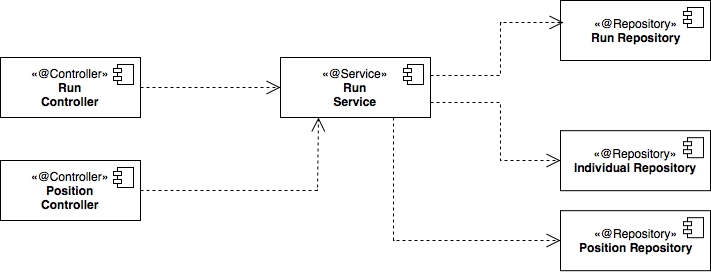 «@Controller»
Run
Controller
«@Controller»
Position
Controller
«@Service»
Run
Service
«@Repository»
Run Repository
«@Repository»
Individual Repository
«@Repository»
Position Repository